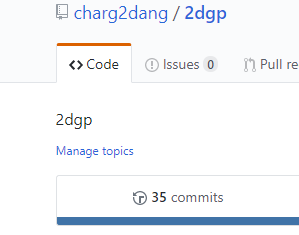 charg2dang / 2dgp
Code Issues 0 Pull re
2dgp
Manage topics
35 commits